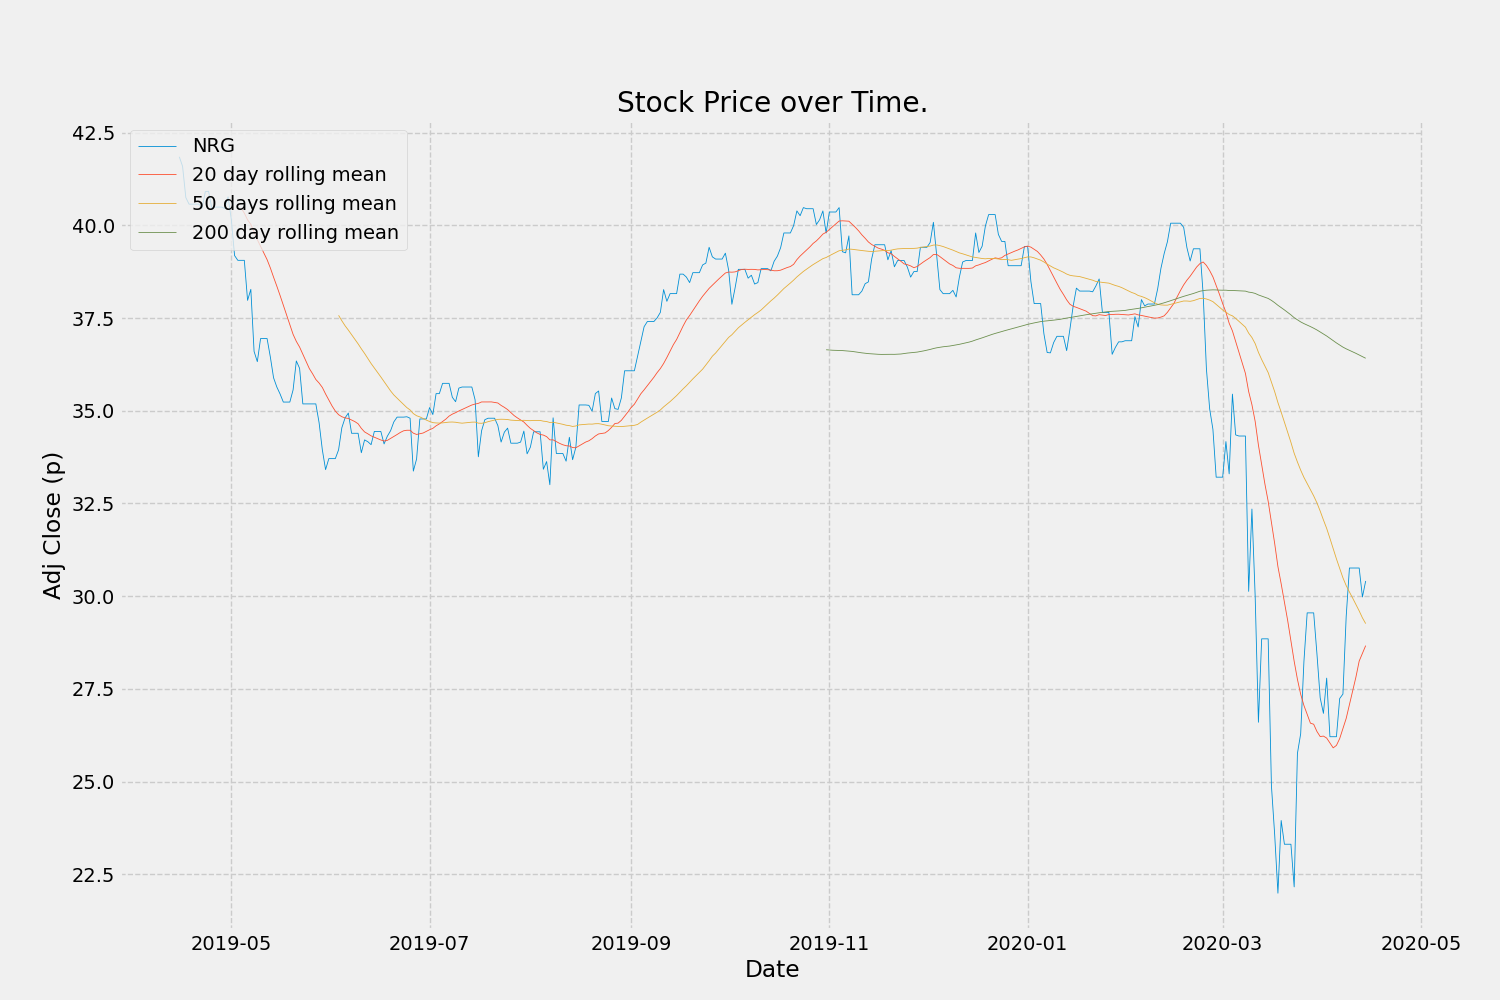 Stock Price over Time.
42.5
40.0
37.5
35.0
32.5
30.0
27.5
25.0
22.5
Adj Close (p)
NRG
20 day rolling mean
50 days rolling mean
200 day rolling mean
2019-05 2019-07 2019-09 2019-11 2020-01 2020-03 2020-05
Date